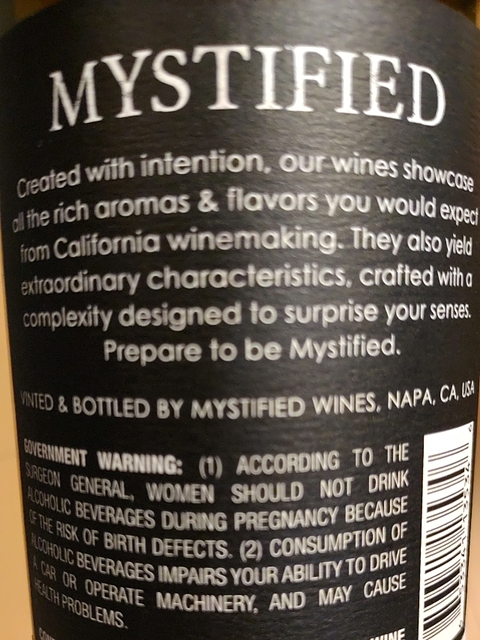 MYSTIFIED
Created with intention, our wines showcase
all the rich aromas & flavors you would expect
from California winemaking. They also yield
extraordinary characteristics, crafted with a
complexity designed to surprise your senses.
Prepare to be Mystified.
VINTED & BOTTLED BY MYSTIFIED WINES, NAPA, CA, USA
GOVERNMENT WARNING: (1) ACCORDING TO THE
SURGEON GENERAL, WOMEN SHOULD NOT DRINK
ALCOHOLIC BEVERAGES DURING PREGNANCY BECAUSE
OF THE RISK OF BIRTH DEFECTS. (2) CONSUMPTION OF
ALCOHOLIC BEVERAGES IMPAIRS YOUR ABILITY TO DRIVE
A CAR OR OPERATE MACHINERY, AND MAY CAUSE
HEALTH PROBLEMS.
WINE